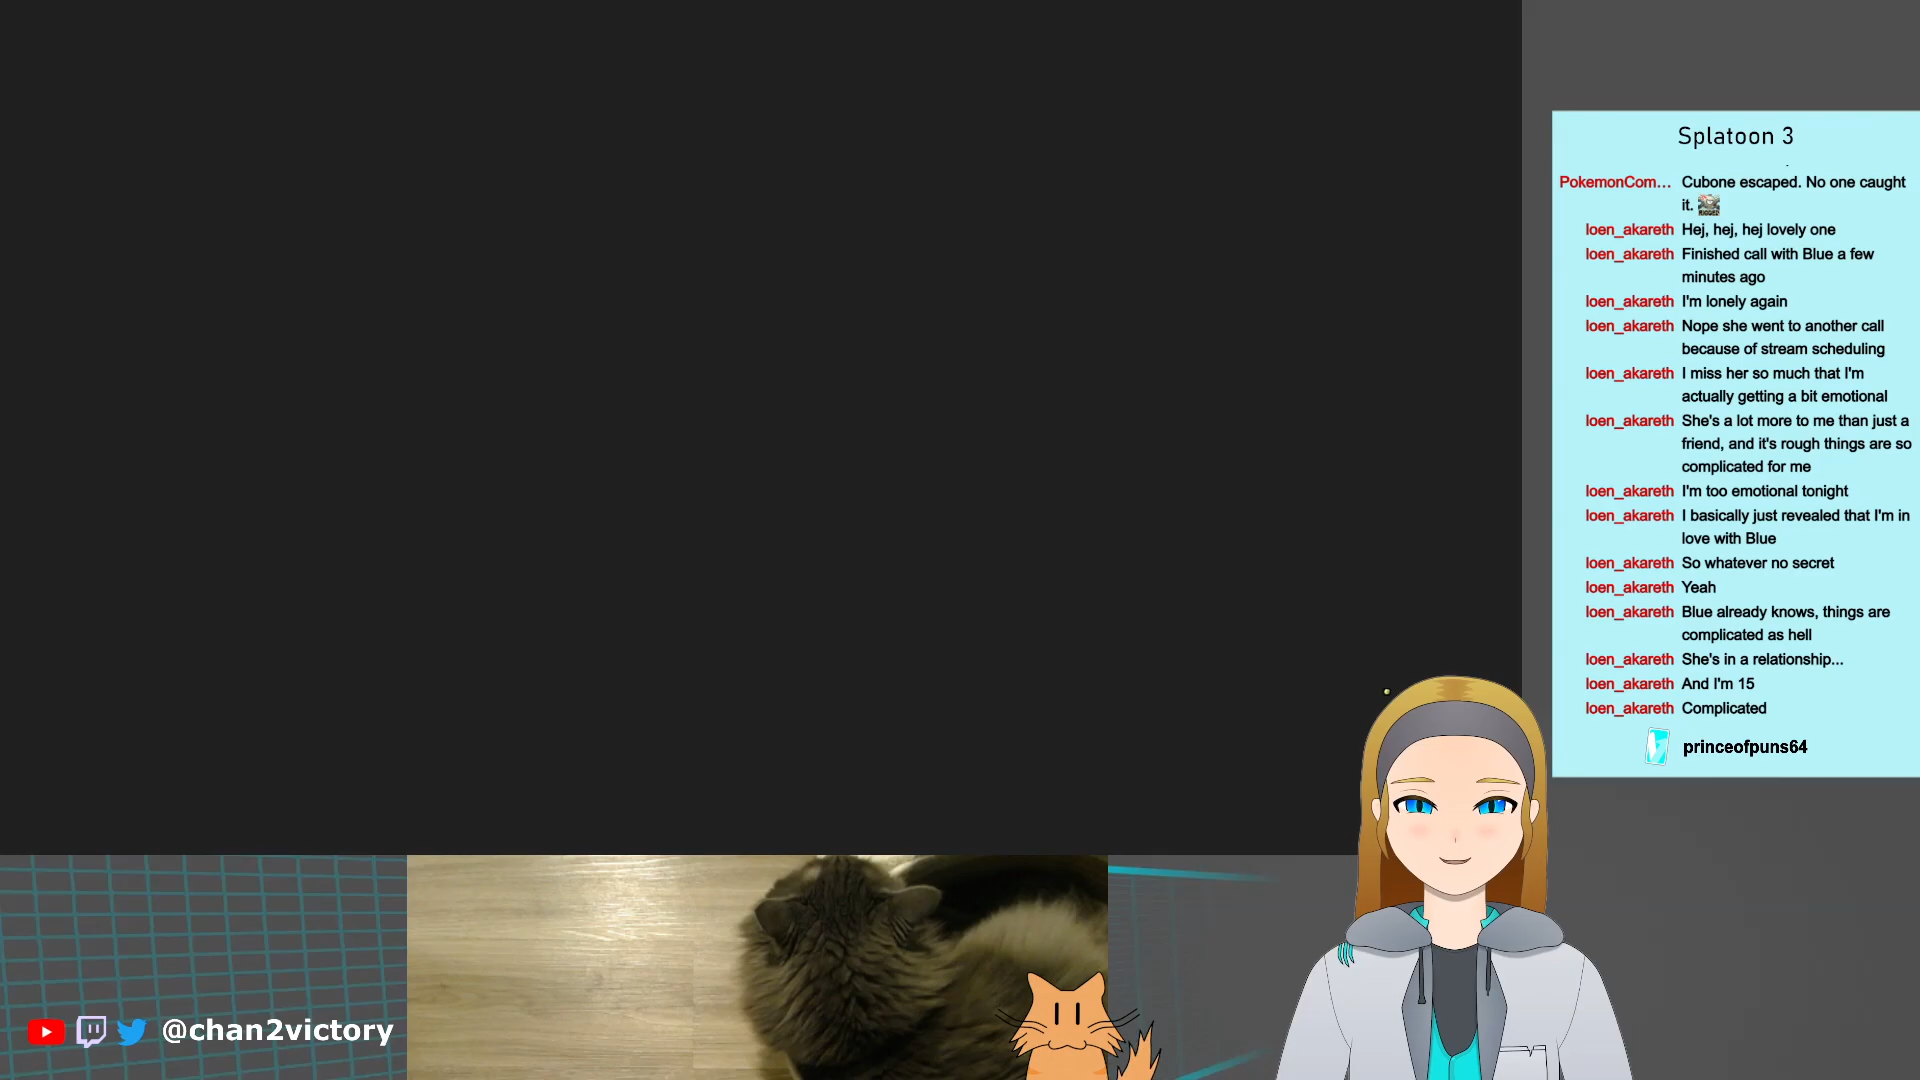 Splatoon 3
PokemonCom... Cubone escaped. No one caught
it.
loen_akareth Hej, hej, hej lovely one
loen_akareth Finished call with Blue a few
minutes ago
loen_akareth I'm lonely again
loen_akareth Nope she went to another call
because of stream scheduling
loen_akareth I miss her so much that I'm
actually getting a bit emotional
loen_akareth She's a lot more to me than just a
friend, and it's rough things are so
complicated for me
loen_akareth I'm too emotional tonight
loen_akareth I basically just revealed that I'm in
love with Blue
loen_akareth So whatever no secret
loen_akareth Yeah
loen_akareth Blue already knows, things are
complicated as hell
loen_akareth She's in a relationship...
loen_akareth And I'm 15
loen_akareth Complicated
princeofpuns64
@chan2victory